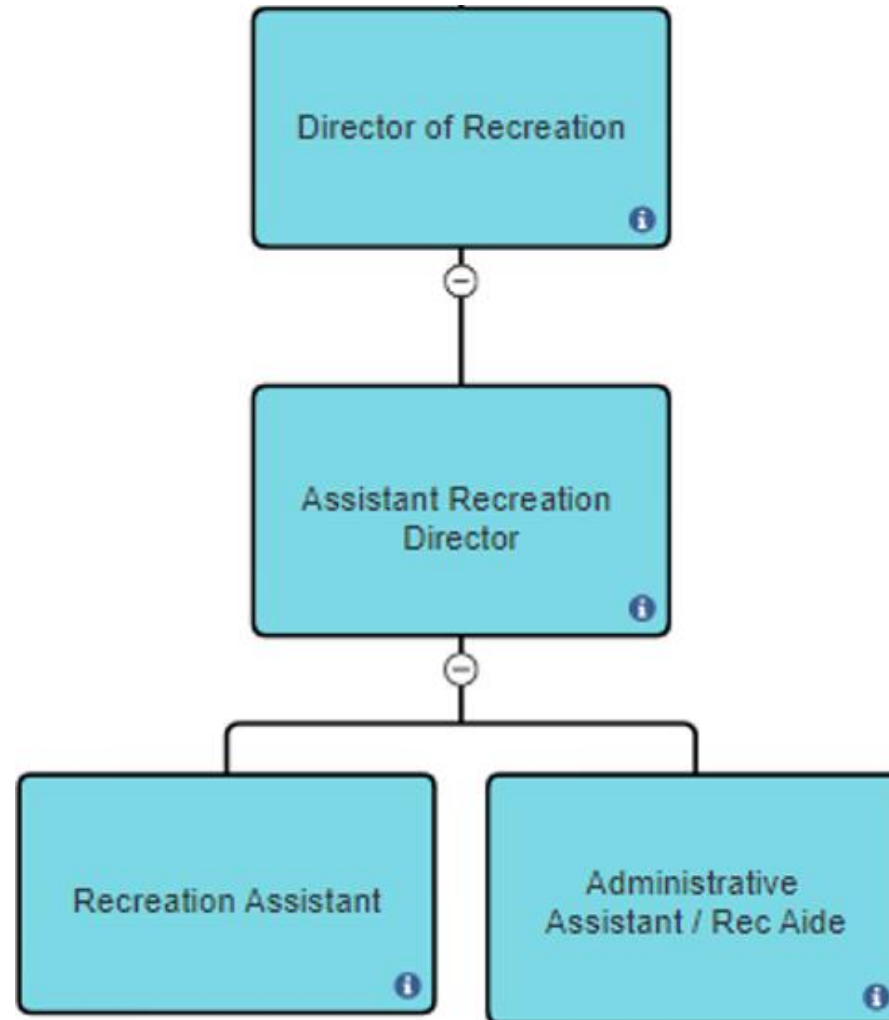 Director of Recreation
Assistant Recreation
Director
Recreation Assistant
Administrative
Assistant / Rec Aide